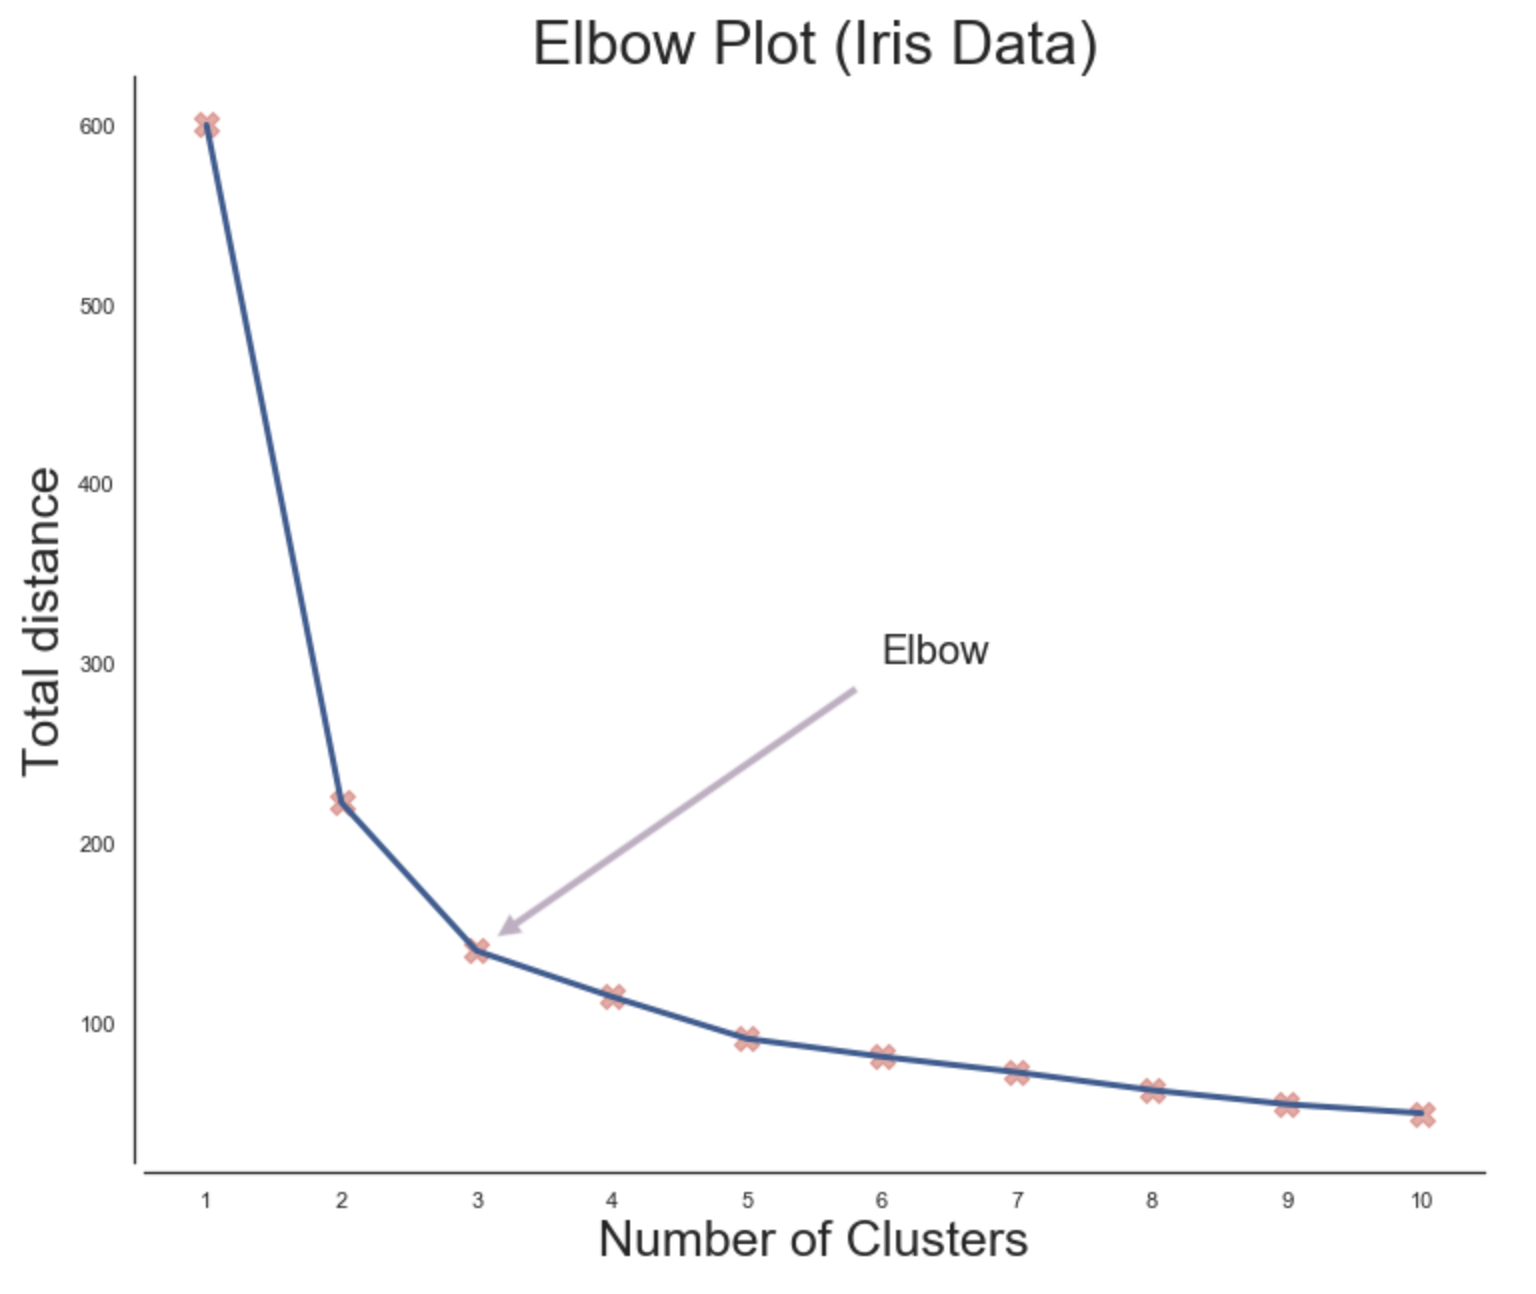 Elbow Plot (Iris Data)
600
500
400
300
200
100
Total distance
Elbow
1 2 3 4 5 6 7 8 9 10
Number of Clusters